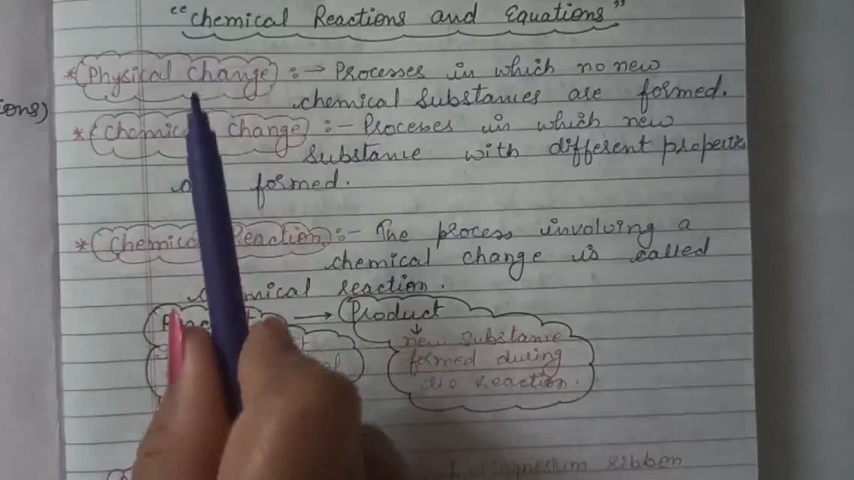 "Chemical Reactions and Equations"
* Physical change :→ Processes in which no new
ions)
chemical substances are formed.
* Chemical change :- Processes in which new
substance with different properties
formed.
* Chemical Reaction :- The process involving a
chemical change is called
chemical reaction.
→ Product
↓
new substance
formed during
reaction.
magnesium ribben